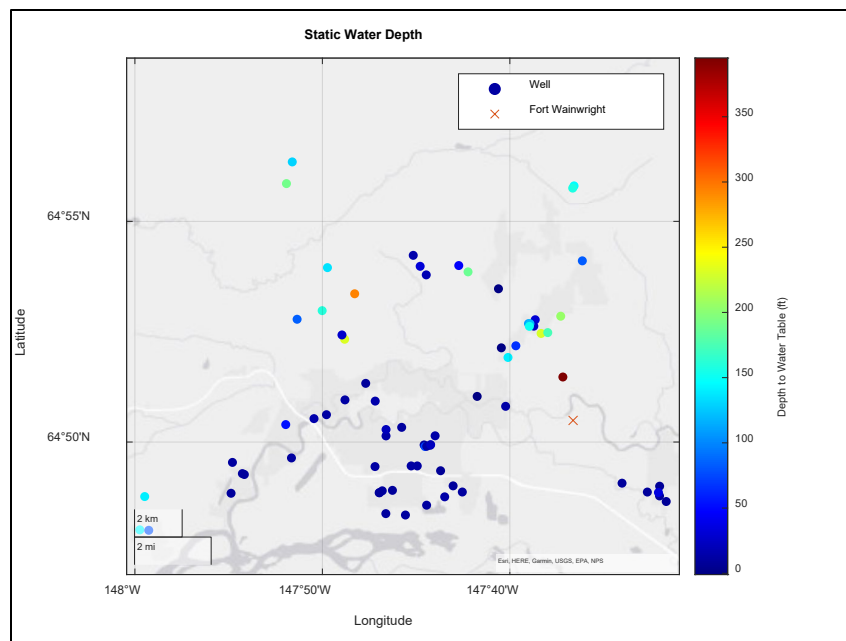 Static Water Depth
Well
Fort Wainwright
64°55'N
64°50'N
Latitude
2 km
2 mi
Esri, HERE, Garmin, USGS, EPA, NPS
148°W
147°50'W
147°40'W
Longitude
350
300
250
200
150
100
50
0
Depth to Water Table (ft)